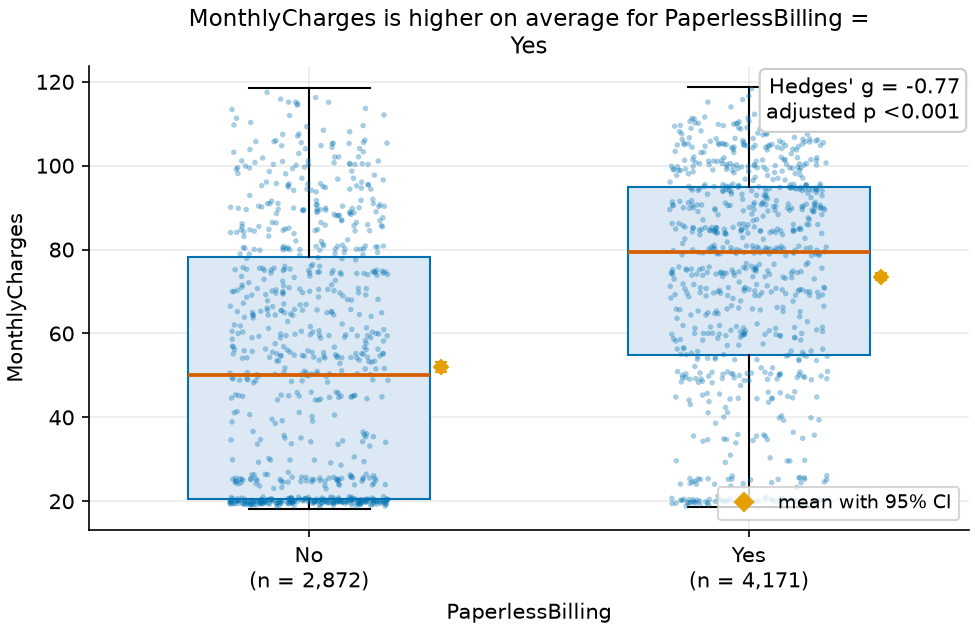 MonthlyCharges is higher on average for PaperlessBilling =
Yes
Hedges' g = -0.77
adjusted p <0.001
MonthlyCharges
120
100
80
60
40
20
mean with 95% CI
No
(n = 2,872)
Yes
(n = 4,171)
PaperlessBilling